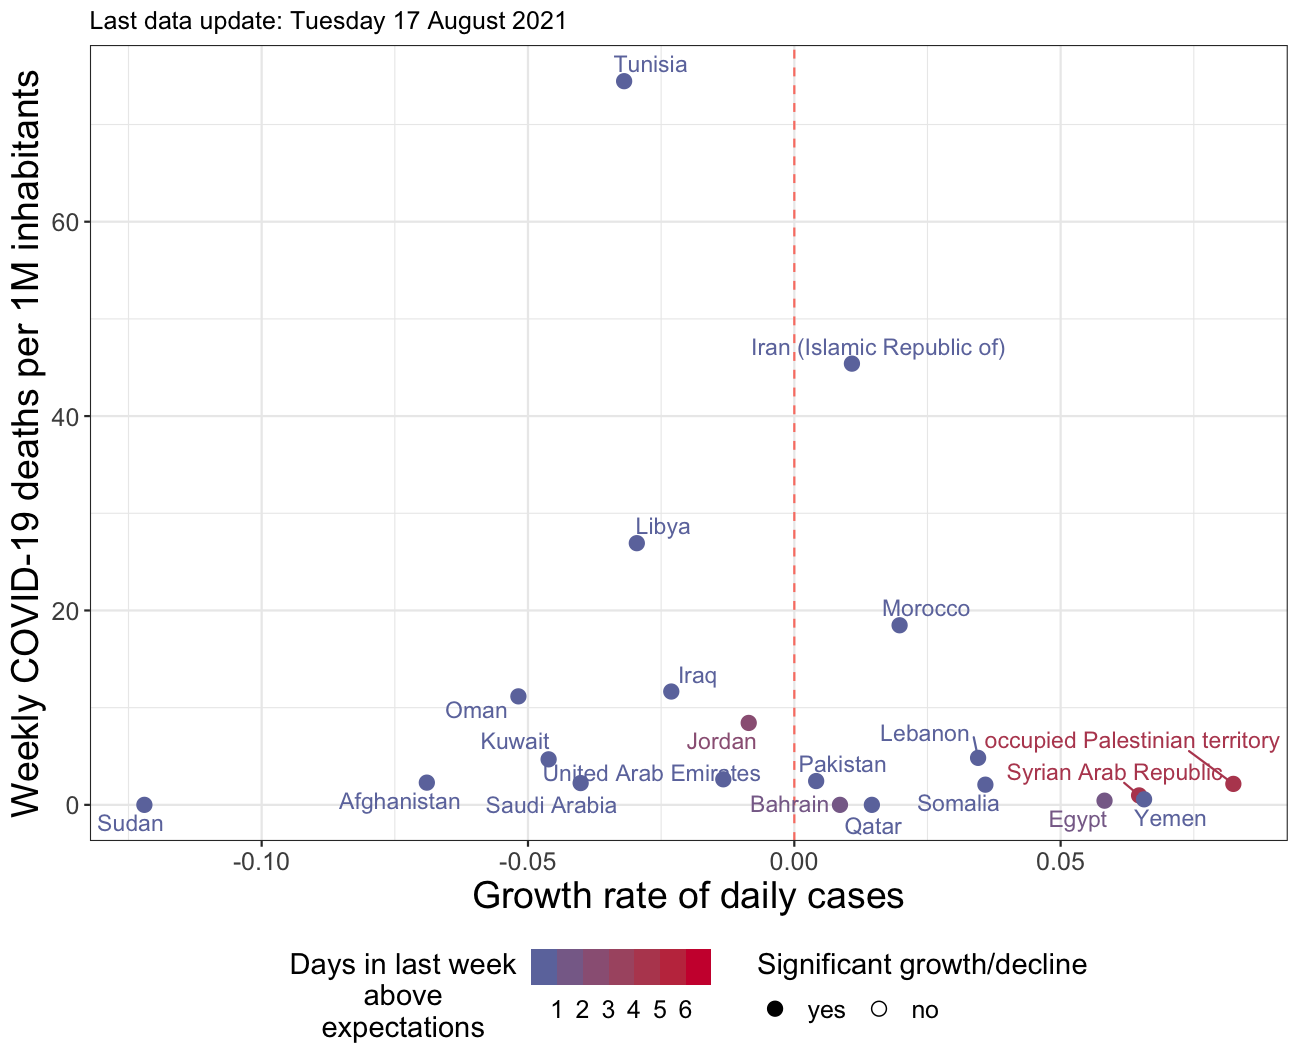 Last data update: Tuesday 17 August 2021
Weekly COVID-19 deaths per 1M inhabitants
60
40
20
0
Tunisia
Iran (Islamic Republic of)
Libya
Morocco
Iraq
Oman
Jordan
Kuwait
Lebanon
occupied Palestinian territory
United Arab Emirates
Pakistan
Syrian Arab Republic
Afghanistan
Saudi Arabia
Bahrain
Somalia
Sudan
Qatar
Egypt
Yemen
-0.10 -0.05 0.00 0.05
Growth rate of daily cases
Days in last week
above
expectations
1 2 3 4 5 6
Significant growth/decline
yes no